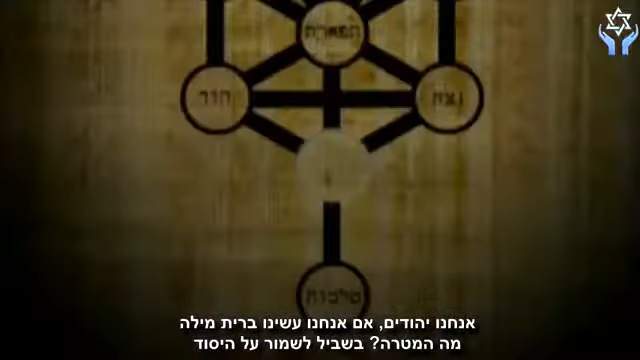 תפארת
הוד
נצח
מלכות
אנחנו יהודים, אם אנחנו עשינו ברית מילה
מה המטרה? בשביל לשמור על היסוד